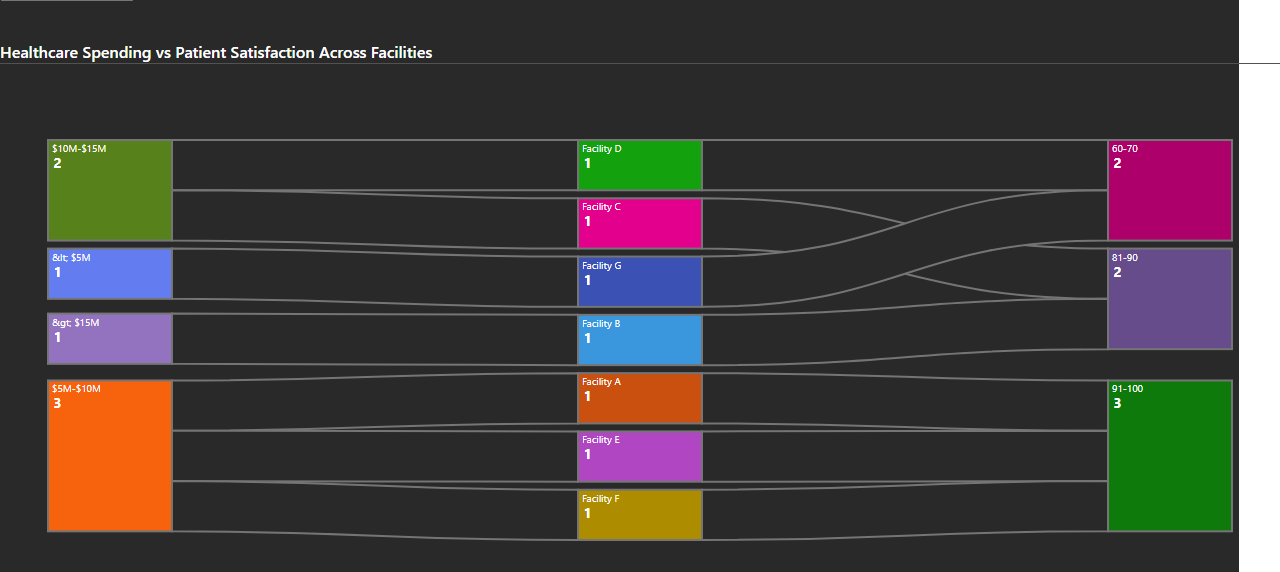 Healthcare Spending vs Patient Satisfaction Across Facilities
$10M-$15M
2
&lt; $5M
1
&gt; $15M
1
$5M-$10M
3
Facility D
1
Facility C
1
Facility G
1
Facility B
1
Facility A
1
Facility E
1
Facility F
1
60-70
2
81-90
2
91-100
3